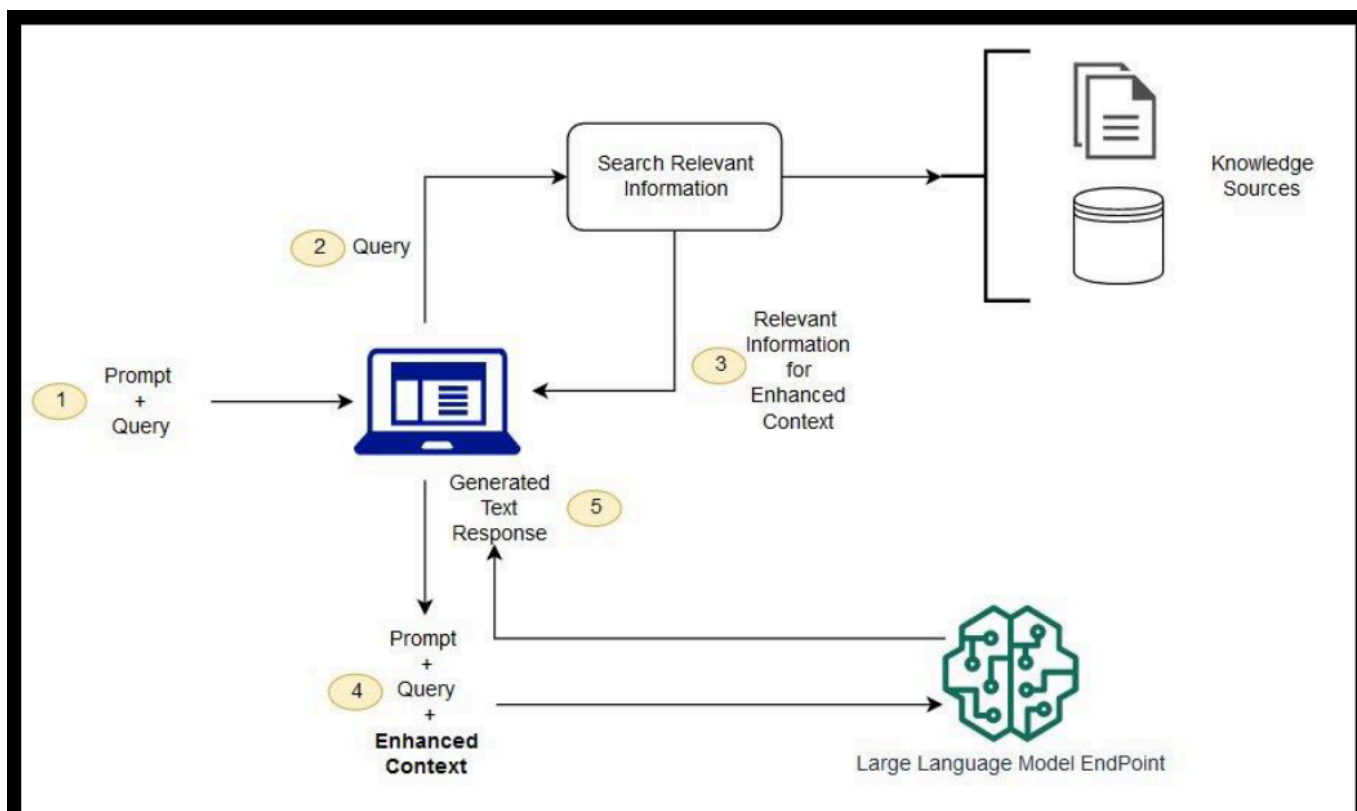 Search Relevant
Information
Knowledge
Sources
2
Query
Relevant
Information
for
Enhanced
Context
3
1
Prompt
+
Query
Generated
Text
Response
5
Prompt
+
Query
+
Enhanced
Context
4
Large Language Model EndPoint